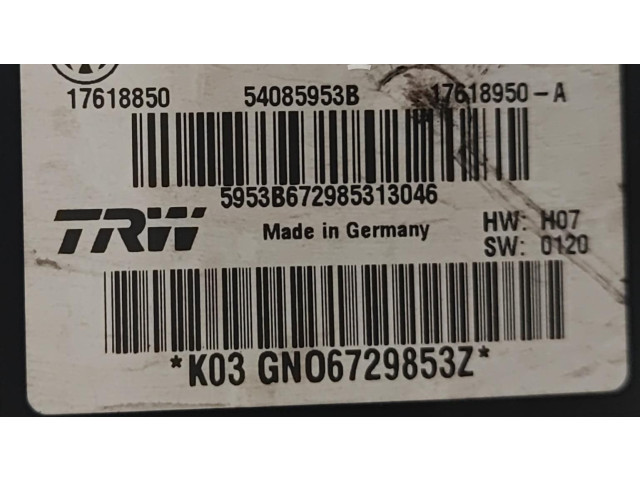 17618850 54085953B 17618950-A
5953B672985313046
TRW Made in Germany HW: H07
SW: 0120
*K03 GNO6729853Z*